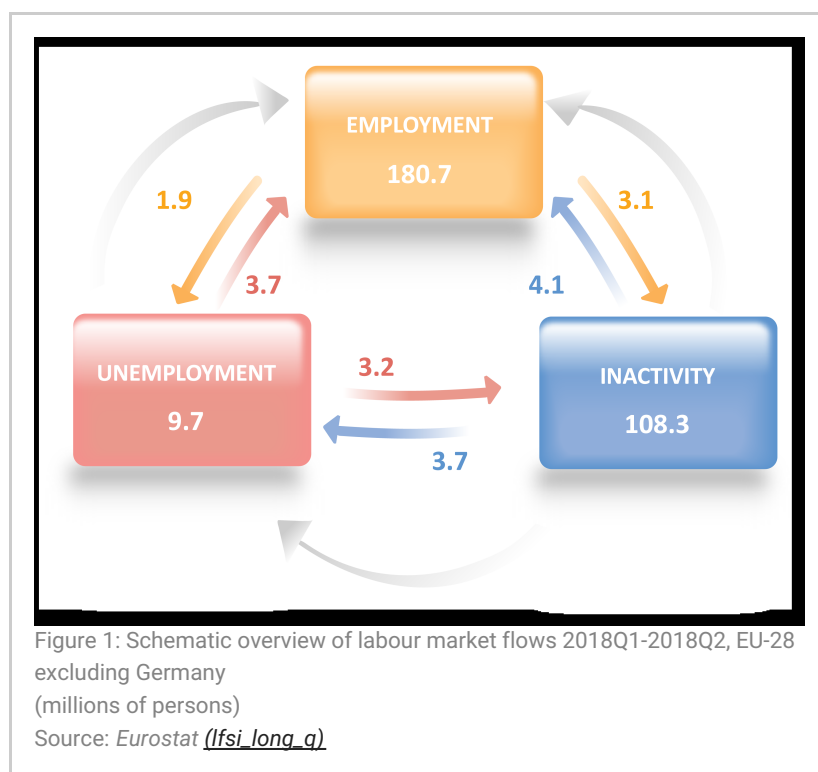 EMPLOYMENT
180.7
1.9
3.1
3.7
4.1
UNEMPLOYMENT
9.7
3.2
INACTIVITY
108.3
3.7
Figure 1: Schematic overview of labour market flows 2018Q1-2018Q2, EU-28
excluding Germany
(millions of persons)
Source: Eurostat (lfsi_long_q)